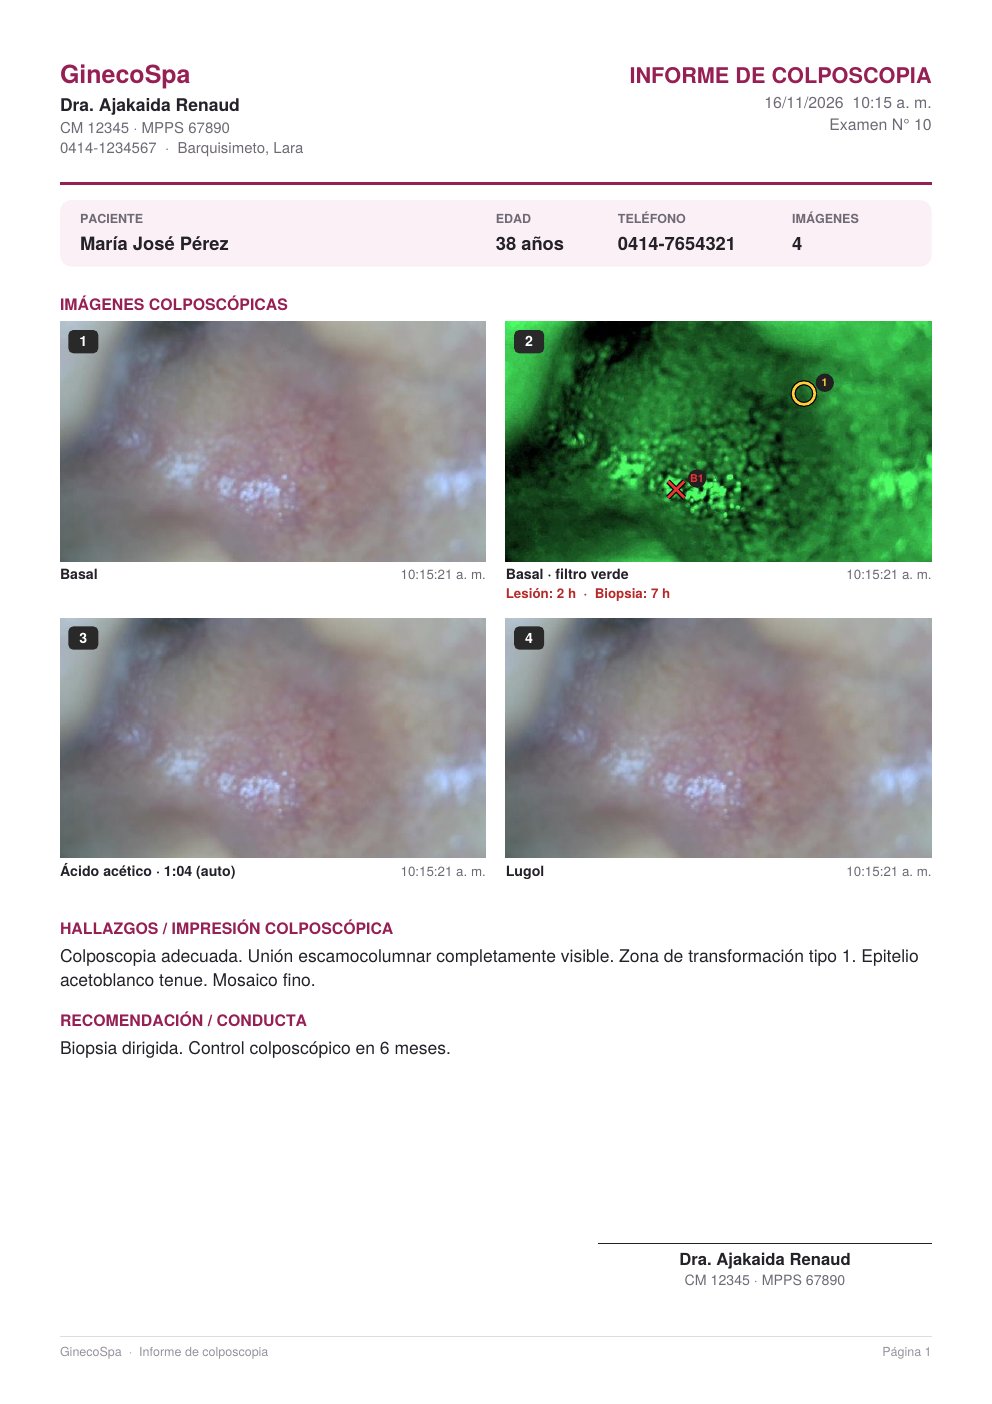 GinecoSpa
Dra. Ajakaida Renaud
CM 12345 · MPPS 67890
0414-1234567 · Barquisimeto, Lara
INFORME DE COLPOSCOPIA
16/11/2026 10:15 a. m.
Examen N° 10
PACIENTE
María José Pérez
EDAD
38 años
TELÉFONO
0414-7654321
IMÁGENES
4
IMÁGENES COLPOSCÓPICAS
1
Basal 10:15:21 a. m.
2
1
B1
Basal · filtro verde 10:15:21 a. m.
Lesión: 2 h · Biopsia: 7 h
3
Ácido acético · 1:04 (auto) 10:15:21 a. m.
4
Lugol 10:15:21 a. m.
HALLAZGOS / IMPRESIÓN COLPOSCÓPICA
Colposcopia adecuada. Unión escamocolumnar completamente visible. Zona de transformación tipo 1. Epitelio
acetoblanco tenue. Mosaico fino.
RECOMENDACIÓN / CONDUCTA
Biopsia dirigida. Control colposcópico en 6 meses.
Dra. Ajakaida Renaud
CM 12345 · MPPS 67890
GinecoSpa · Informe de colposcopia
Página 1